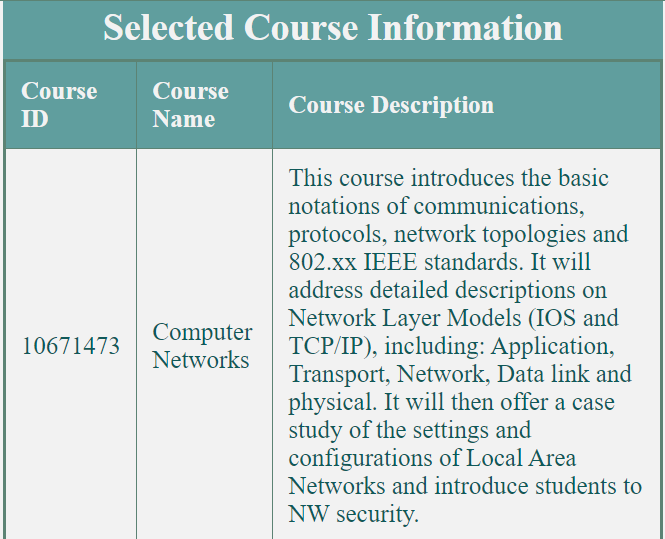 Selected Course Information
Course
ID
Course
Name
Course Description
10671473
Computer
Networks
This course introduces the basic
notations of communications,
protocols, network topologies and
802.xx IEEE standards. It will
address detailed descriptions on
Network Layer Models (IOS and
TCP/IP), including: Application,
Transport, Network, Data link and
physical. It will then offer a case
study of the settings and
configurations of Local Area
Networks and introduce students to
NW security.